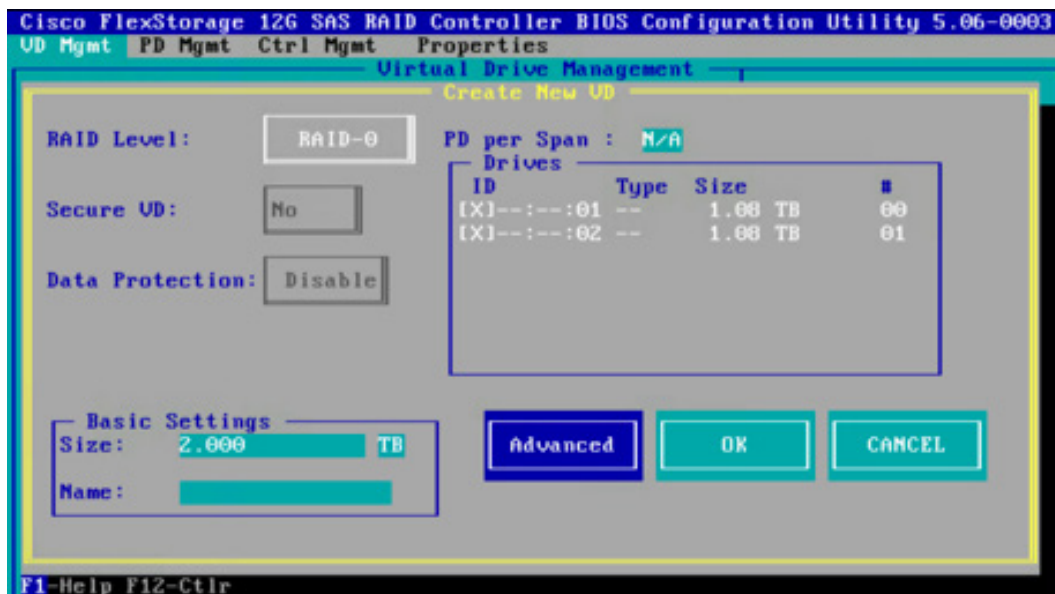 Cisco FlexStorage 12G SAS RAID Controller BIOS Configuration Utility 5.06-0003
VD Mgmt PD Mgmt Ctrl Mgmt Properties
Virtual Drive Management
Create New VD
RAID Level: RAID-0 PD per Span : N/A
Drives
ID Type Size #
[X]--:--:01 -- 1.08 TB 00
Secure VD: No
[X]--:--:02 -- 1.08 TB 01
Data Protection: Disable
Basic Settings
Size: 2.000 TB
Name:
Advanced OK CANCEL
F1-Help F12-Ctlr